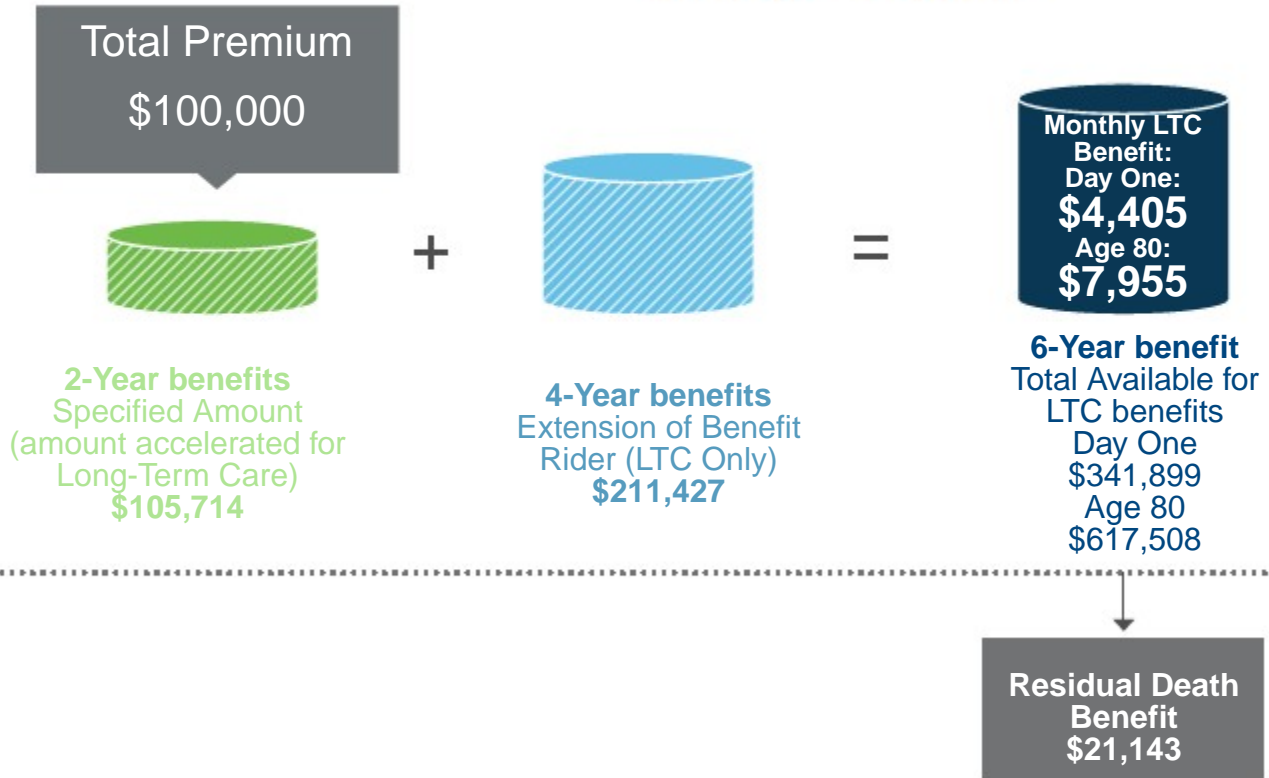 Total Premium
$100,000
+
=
Monthly LTC
Benefit:
Day One:
$4,405
Age 80:
$7,955
2-Year benefits
Specified Amount
(amount accelerated for
Long-Term Care)
$105,714
4-Year benefits
Extension of Benefit
Rider (LTC Only)
$211,427
6-Year benefit
Total Available for
LTC benefits
Day One
$341,899
Age 80
$617,508
Residual Death
Benefit
$21,143